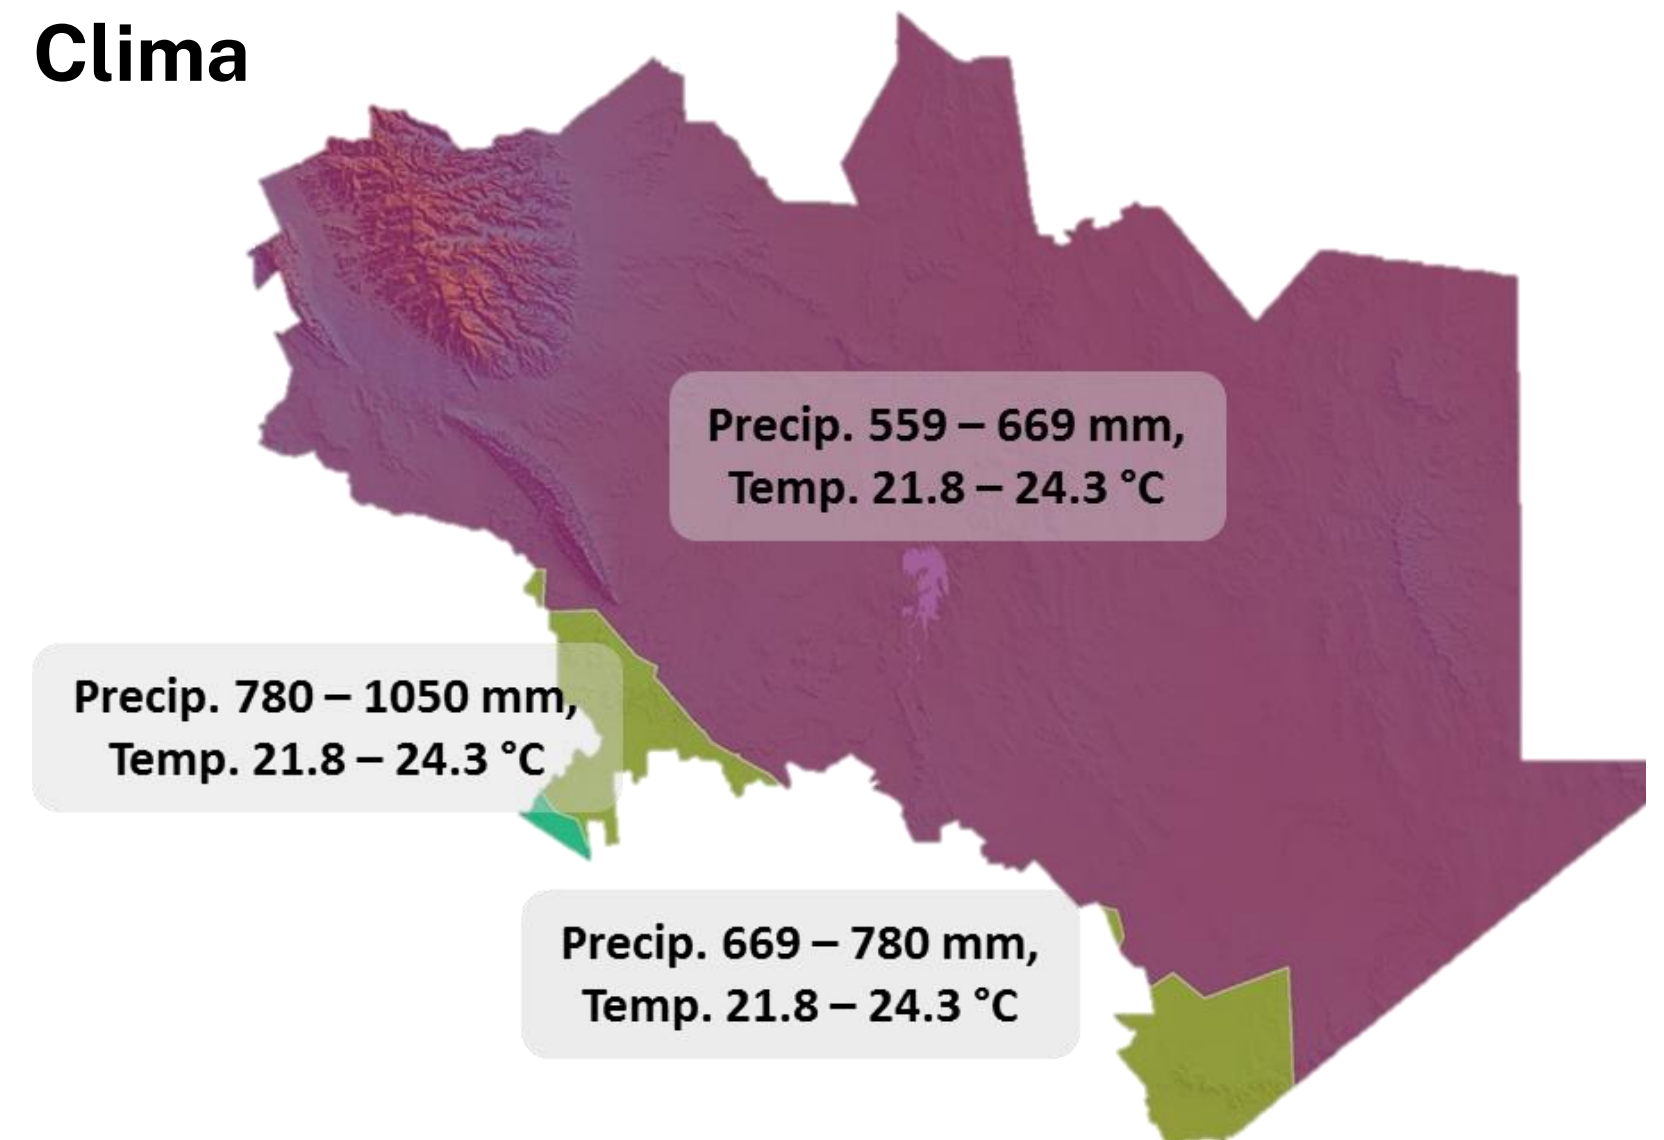 Clima
Precip. 559 – 669 mm,
Temp. 21.8 – 24.3 °C
Precip. 780 – 1050 mm,
Temp. 21.8 – 24.3 °C
Precip. 669 – 780 mm,
Temp. 21.8 – 24.3 °C